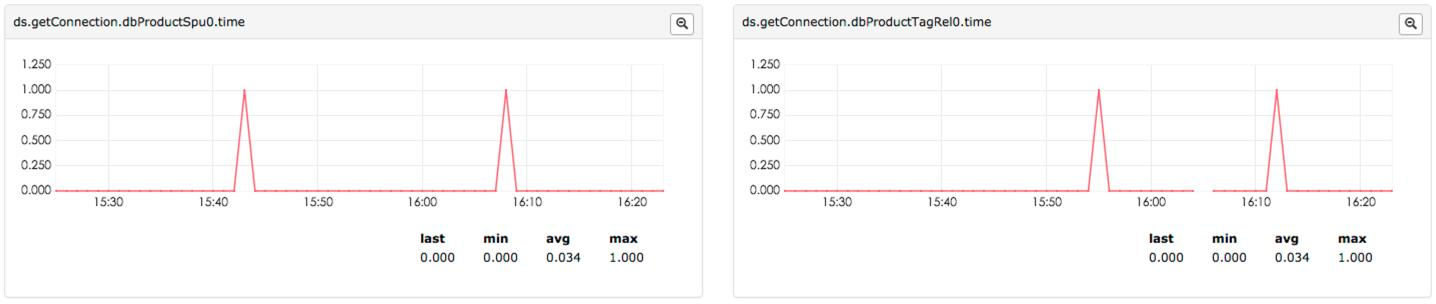 ds.getConnection.dbProductSpu0.time
1.250
1.000
0.750
0.500
0.250
0.000
15:30 15:40 15:50 16:00 16:10 16:20
last min avg max
0.000 0.000 0.034 1.000
ds.getConnection.dbProductTagRel0.time
1.250
1.000
0.750
0.500
0.250
0.000
15:30 15:40 15:50 16:00 16:10 16:20
last min avg max
0.000 0.000 0.034 1.000